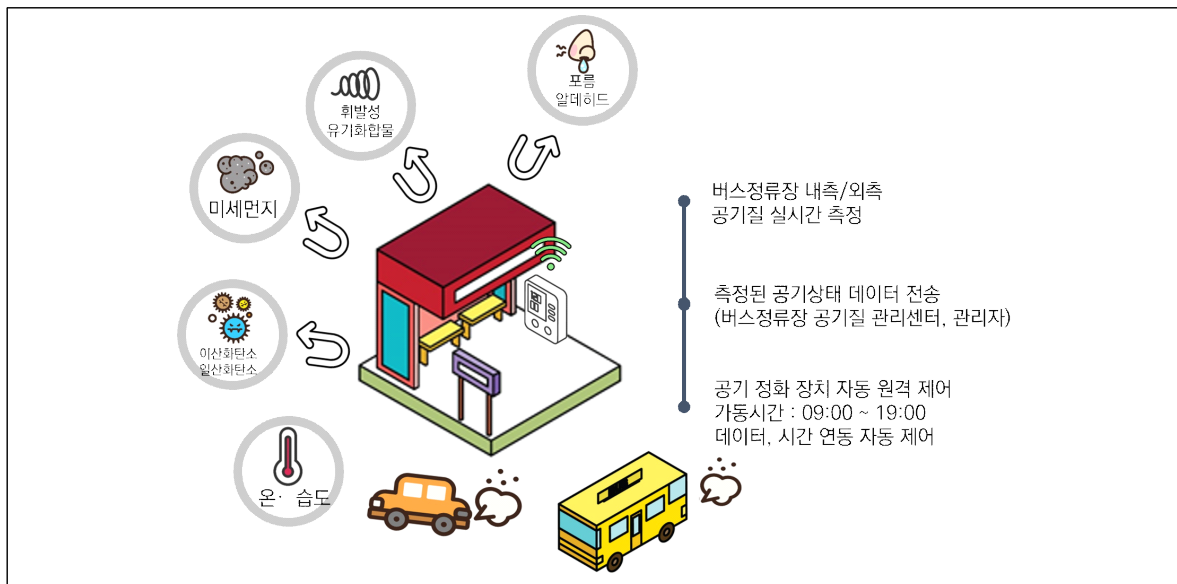 포름
알데히드
휘발성
유기화합물
미세먼지
이산화탄소
일산화탄소
온· 습도
버스정류장 내측/외측
공기질 실시간 측정
측정된 공기상태 데이터 전송
(버스정류장 공기질 관리센터, 관리자)
공기 정화 장치 자동 원격 제어
가동시간 : 09:00 ~ 19:00
데이터, 시간 연동 자동 제어